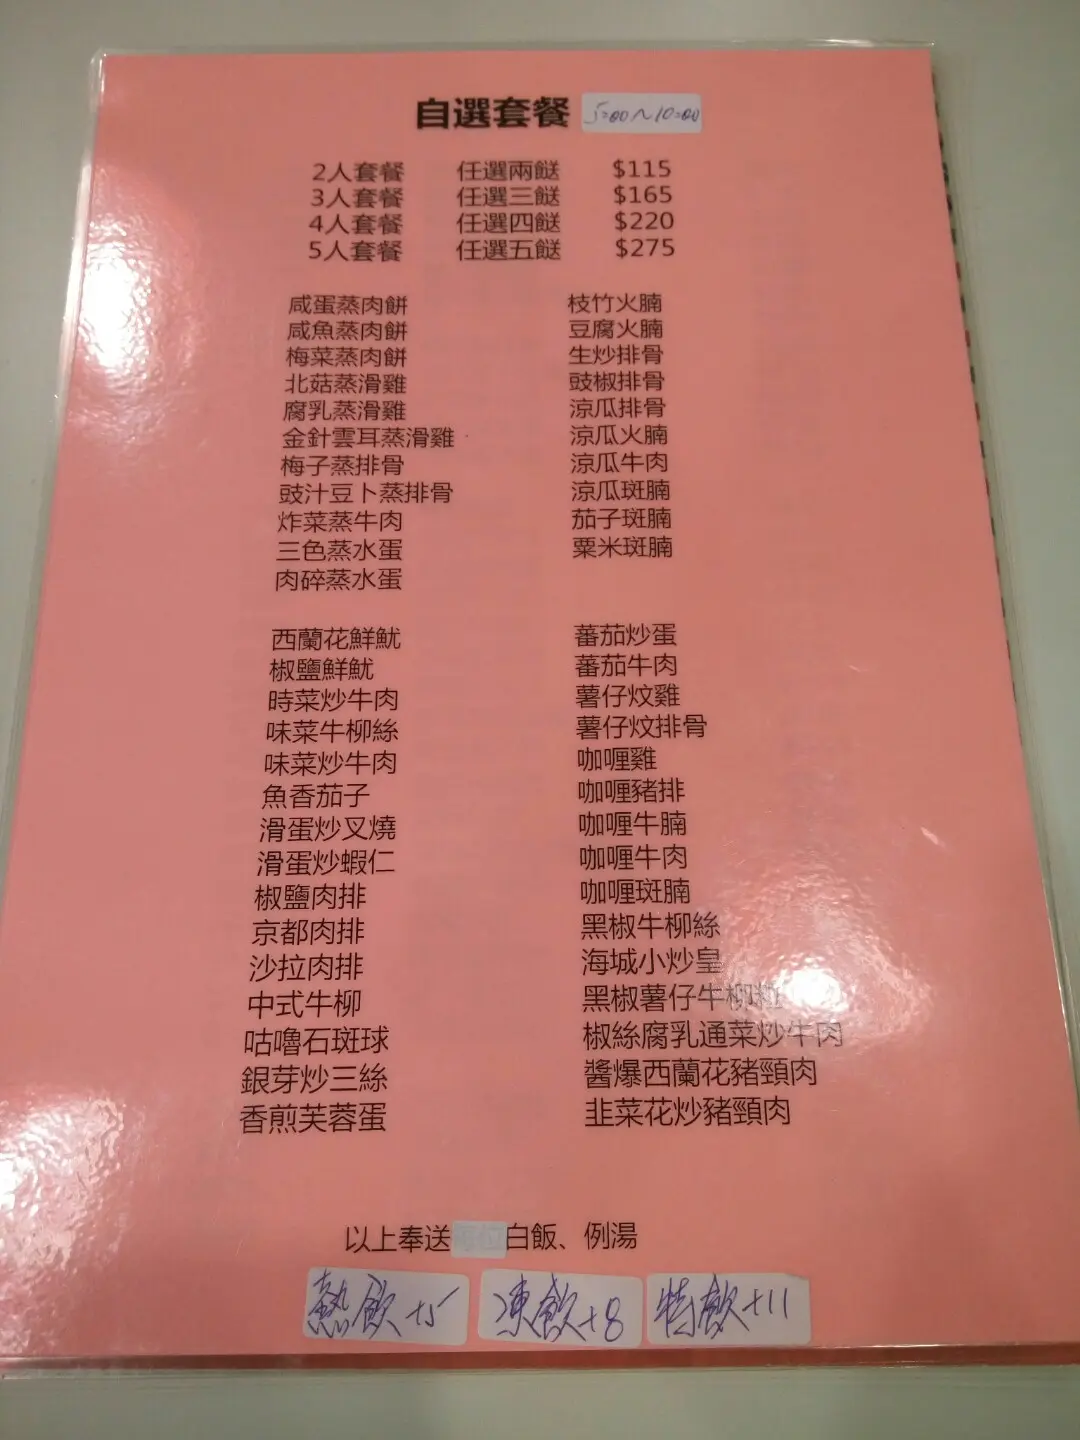 自選套餐 5:00~10:00
2人套餐 任選兩餸 $115
3人套餐 任選三餸 $165
4人套餐 任選四餸 $220
5人套餐 任選五餸 $275
咸蛋蒸肉餅
咸魚蒸肉餅
梅菜蒸肉餅
北菇蒸滑雞
腐乳蒸滑雞
金針雲耳蒸滑雞
梅子蒸排骨
豉汁豆卜蒸排骨
炸菜蒸牛肉
三色蒸水蛋
肉碎蒸水蛋
枝竹火腩
豆腐火腩
生炒排骨
豉椒排骨
涼瓜排骨
涼瓜火腩
涼瓜牛肉
涼瓜斑腩
茄子斑腩
粟米斑腩
西蘭花鮮魷
椒鹽鮮魷
時菜炒牛肉
味菜牛柳絲
味菜炒牛肉
魚香茄子
滑蛋炒叉燒
滑蛋炒蝦仁
椒鹽肉排
京都肉排
沙拉肉排
中式牛柳
咕嚕石斑球
銀芽炒三絲
香煎芙蓉蛋
蕃茄炒蛋
蕃茄牛肉
薯仔炆雞
薯仔炆排骨
咖喱雞
咖喱豬排
咖喱牛腩
咖喱牛肉
咖喱斑腩
黑椒牛柳絲
海城小炒皇
黑椒薯仔牛柳粒
椒絲腐乳通菜炒牛肉
醬爆西蘭花豬頸肉
韭菜花炒豬頸肉
以上奉送每位白飯、例湯
熱飲+5 凍飲+8 特飲+11